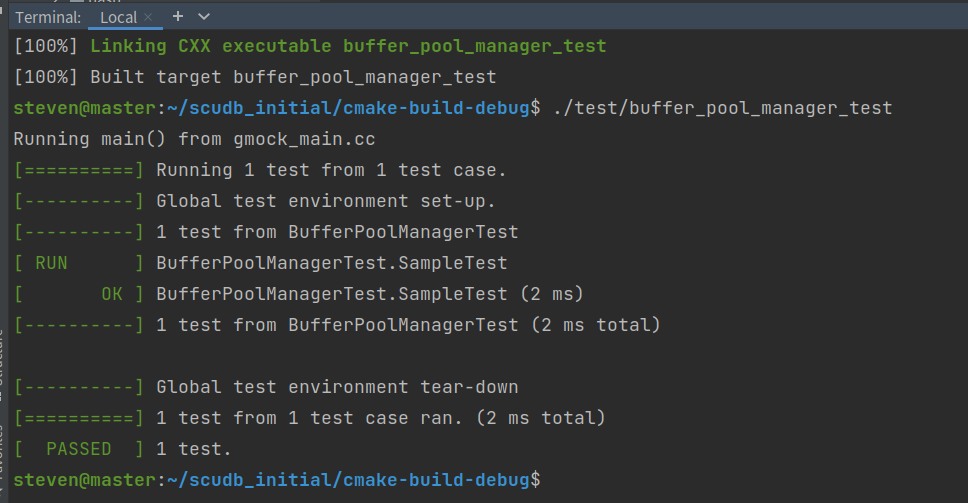 Terminal: Local × + ∨
[100%] Linking CXX executable buffer_pool_manager_test
[100%] Built target buffer_pool_manager_test
steven@master:~/scudb_initial/cmake-build-debug$ ./test/buffer_pool_manager_test
Running main() from gmock_main.cc
[==========] Running 1 test from 1 test case.
[----------] Global test environment set-up.
[----------] 1 test from BufferPoolManagerTest
[ RUN      ] BufferPoolManagerTest.SampleTest
[       OK ] BufferPoolManagerTest.SampleTest (2 ms)
[----------] 1 test from BufferPoolManagerTest (2 ms total)
[----------] Global test environment tear-down
[==========] 1 test from 1 test case ran. (2 ms total)
[  PASSED  ] 1 test.
steven@master:~/scudb_initial/cmake-build-debug$